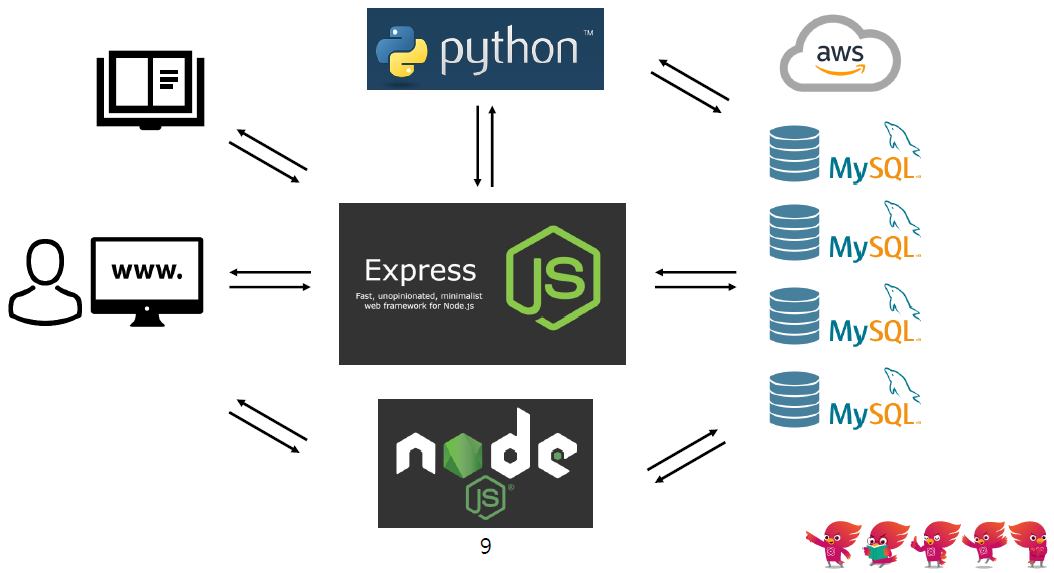 python™
aws
MySQL
www.
Express
Fast, unopinionated, minimalist
web framework for Node.js
JS
MySQL
MySQL
MySQL
node
JS®
9